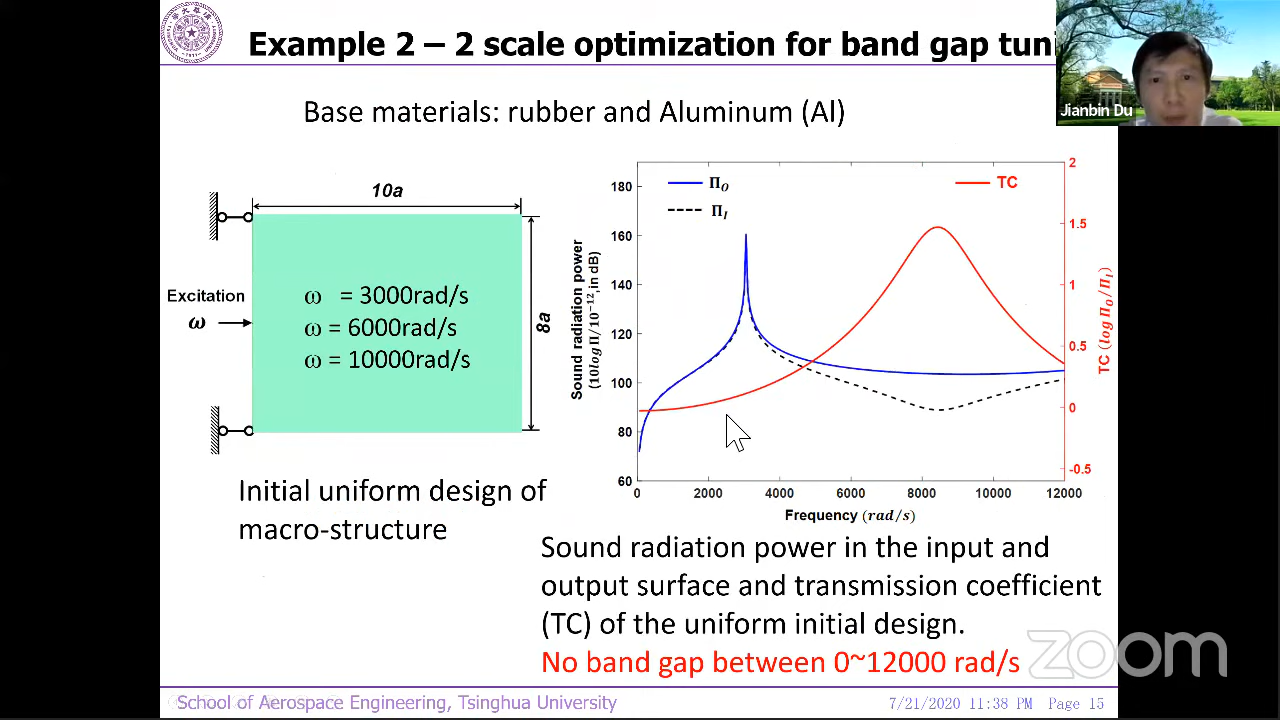 Example 2 – 2 scale optimization for band gap tuni
Jianbin Du
Base materials: rubber and Aluminum (Al)
10a
8a
Excitation
ω
ω = 3000rad/s
ω = 6000rad/s
ω = 10000rad/s
Initial uniform design of
macro-structure
Π_O
Π_I
TC
180
160
140
120
100
80
60
2
1.5
1
0.5
0
-0.5
0 2000 4000 6000 8000 10000 12000
Sound radiation power
(10logΠ/10⁻¹²,in dB)
TC (log Π_O/Π_I)
Frequency (rad/s)
Sound radiation power in the input and
output surface and transmission coefficient
(TC) of the uniform initial design.
No band gap between 0~12000 rad/s
zoom
School of Aerospace Engineering, Tsinghua University
7/21/2020 11:38 PM Page 15